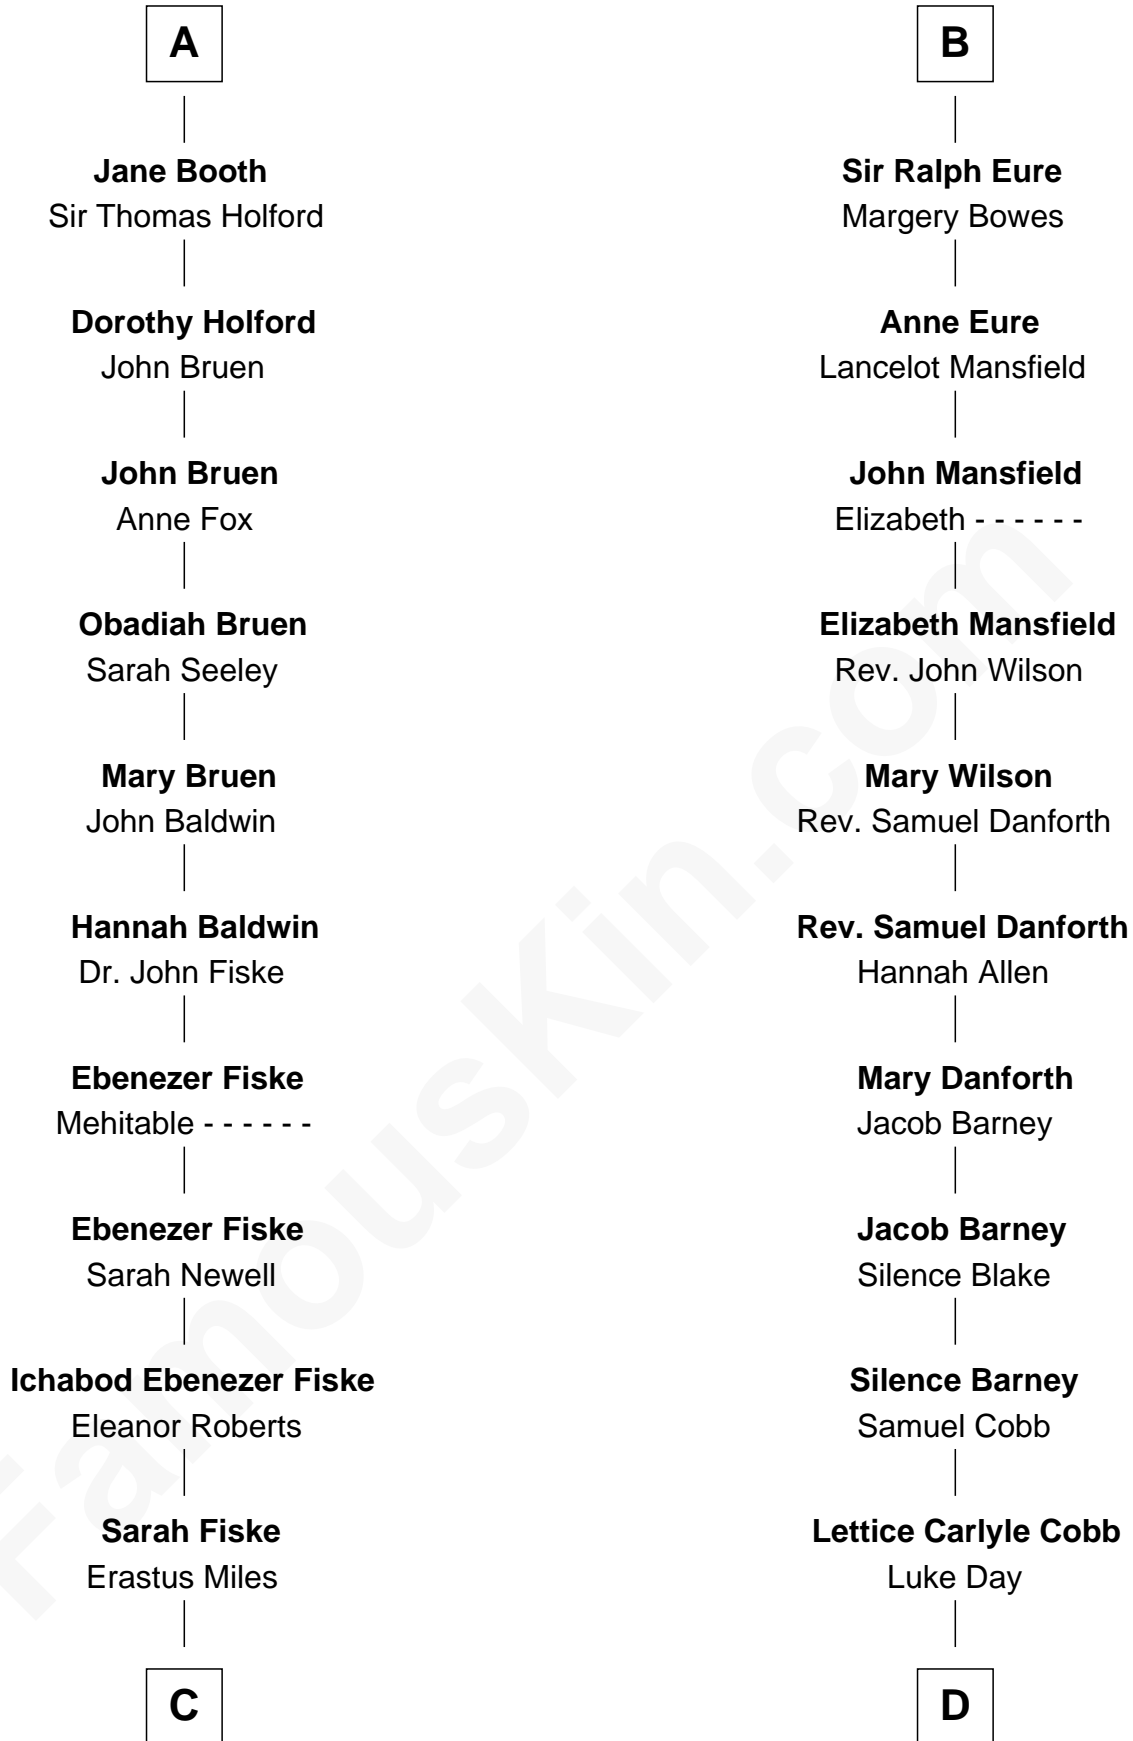 A
Jane Booth
Sir Thomas Holford
Dorothy Holford
John Bruen
John Bruen
Anne Fox
Obadiah Bruen
Sarah Seeley
Mary Bruen
John Baldwin
Hannah Baldwin
Dr. John Fiske
Ebenezer Fiske
Mehitable - - - - - -
Ebenezer Fiske
Sarah Newell
Ichabod Ebenezer Fiske
Eleanor Roberts
Sarah Fiske
Erastus Miles
C
B
Sir Ralph Eure
Margery Bowes
Anne Eure
Lancelot Mansfield
John Mansfield
Elizabeth - - - - - -
Elizabeth Mansfield
Rev. John Wilson
Mary Wilson
Rev. Samuel Danforth
Rev. Samuel Danforth
Hannah Allen
Mary Danforth
Jacob Barney
Jacob Barney
Silence Blake
Silence Barney
Samuel Cobb
Lettice Carlyle Cobb
Luke Day
D
FamousKin.com